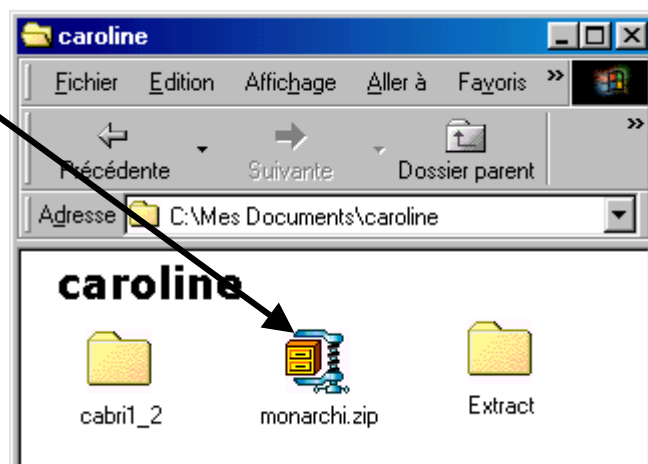 caroline
Fichier Edition Affichage Aller à Favoris »
Précédente Suivante Dossier parent »
Adresse C:\Mes Documents\caroline
caroline
cabri1_2 monarchi.zip Extract